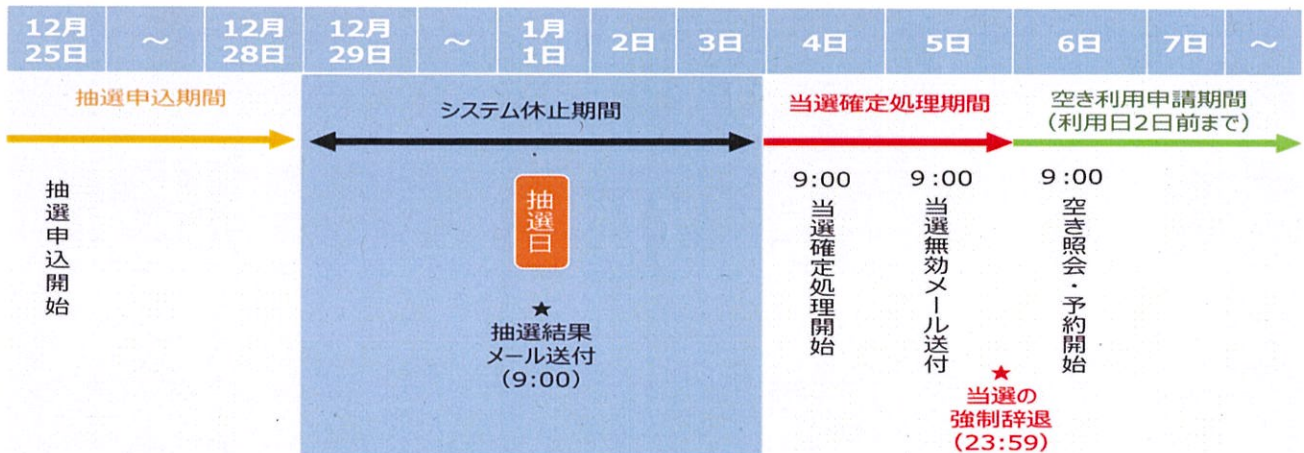 12月
25日
～
12月
28日
12月
29日
～
1月
1日
2日
3日
4日
5日
6日
7日
～
抽選申込期間
システム休止期間
当選確定処理期間
空き利用申請期間
(利用日2日前まで)
抽選申込開始
抽選日
★
抽選結果
メール送付
(9:00)
9:00
当選確定処理開始
9:00
当選無効メール送付
★
当選の
強制辞退
(23:59)
9:00
空き照会・予約開始